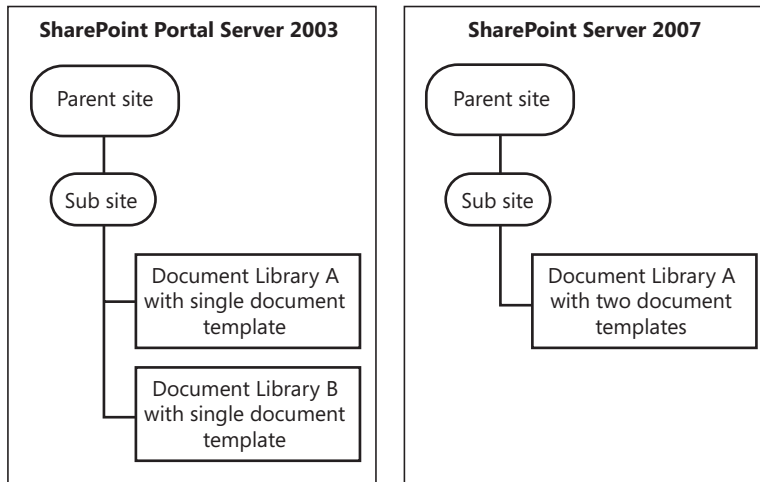 SharePoint Portal Server 2003
Parent site
Sub site
Document Library A
with single document
template
Document Library B
with single document
template
SharePoint Server 2007
Parent site
Sub site
Document Library A
with two document
templates